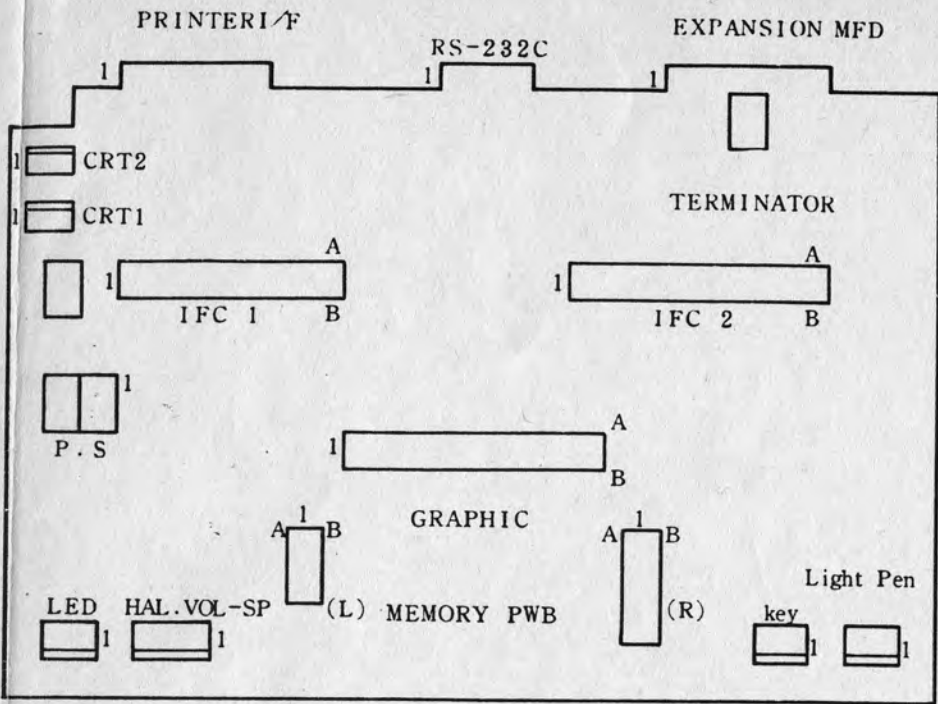 PRINTERI/F
RS-232C
EXPANSION MFD
1
1
1
1 CRT2
1 CRT1
TERMINATOR
A
1
IFC 1 B
A
1
IFC 2 B
1
P.S
A
1
B
GRAPHIC
1
A B
(L)
MEMORY PWB
1
A B
(R)
LED
1
HAL.VOL-SP
1
key
1
Light Pen
1